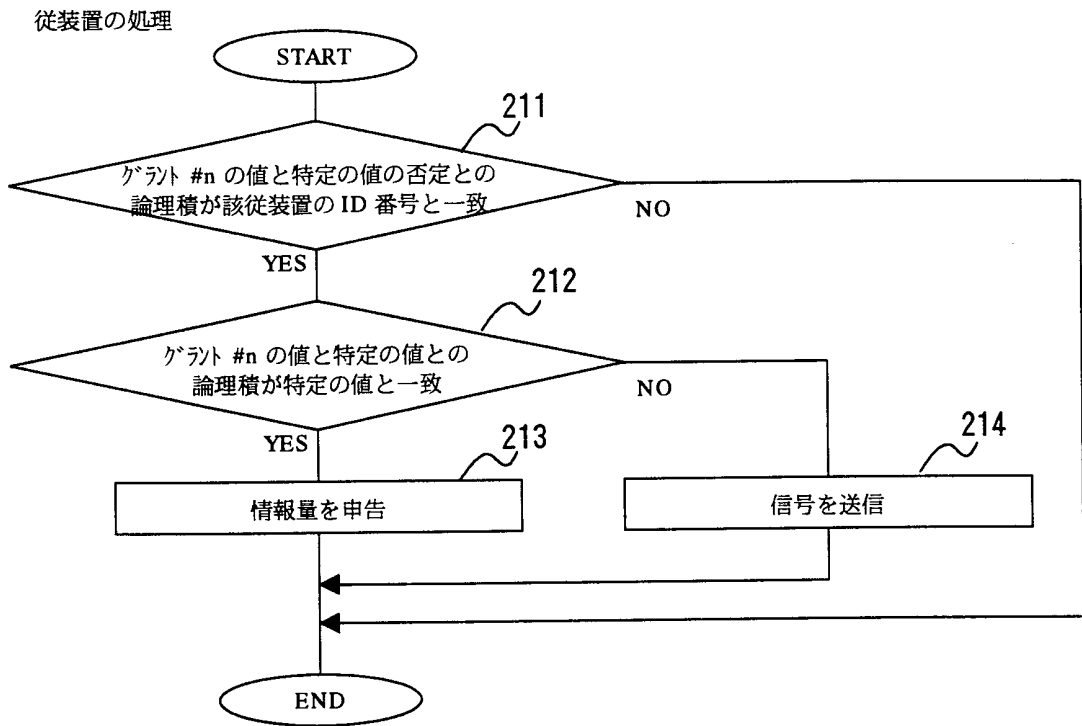 従装置の処理
START
211
グラント #n の値と特定の値の否定との
論理積が該従装置の ID 番号と一致
NO
YES
212
グラント #n の値と特定の値との
論理積が特定の値と一致
NO
YES
213
214
情報量を申告
信号を送信
END